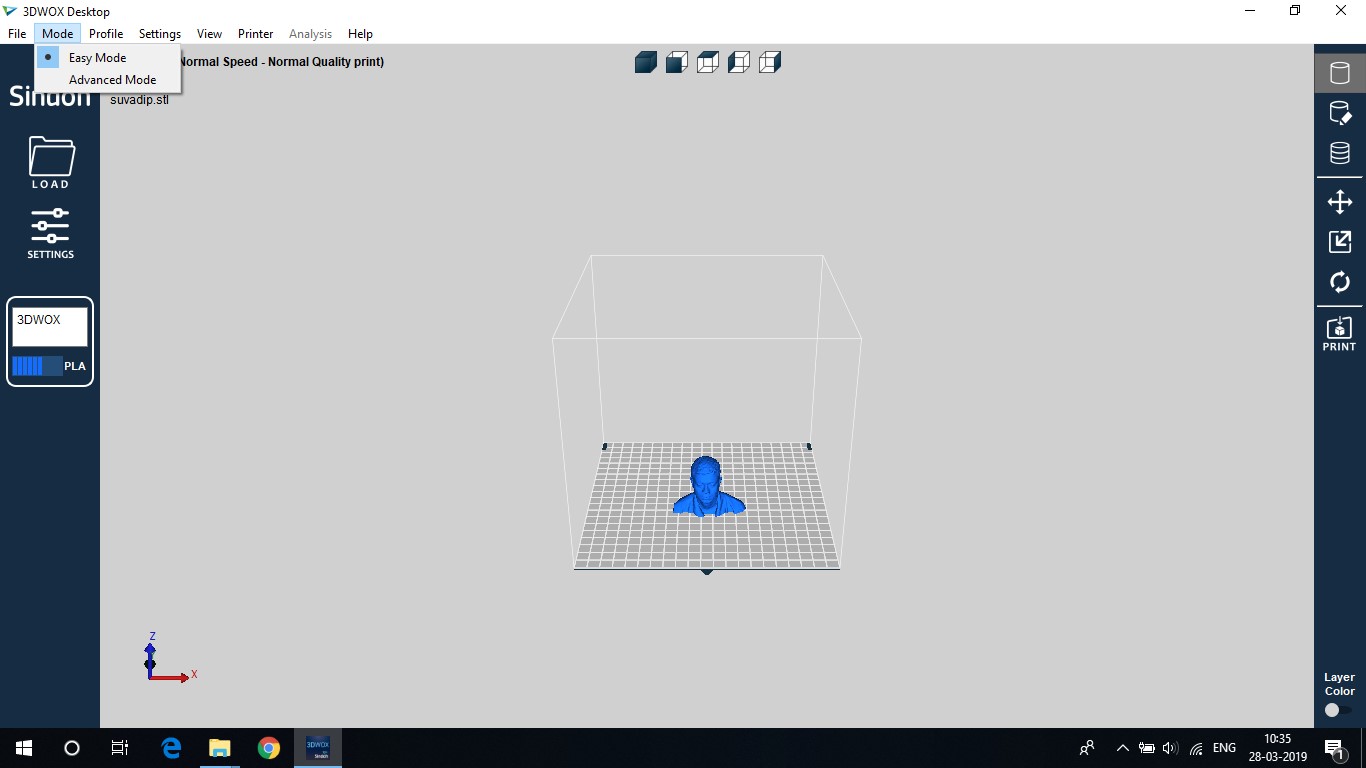 3DWOX Desktop
File Mode Profile Settings View Printer Analysis Help
Easy Mode
Advanced Mode
Normal Speed - Normal Quality print)
Sindoh
suvadip.stl
LOAD
SETTINGS
3DWOX
PLA
PRINT
Z
X
Layer
Color
3DWOX
ENG
10:35
28-03-2019
1